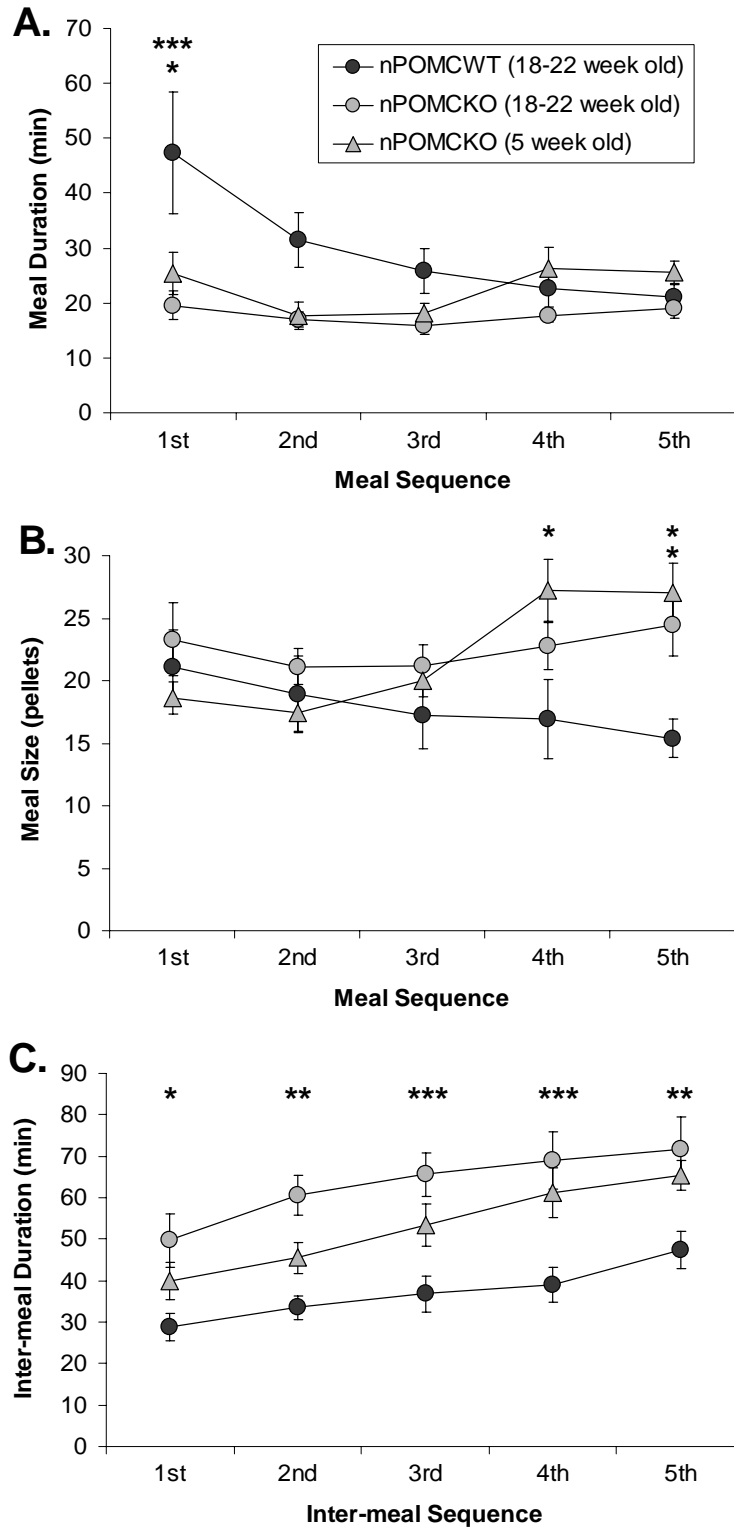 A.
70
60
50
40
30
20
10
0
Meal Duration (min)
***
*
nPOMCWT (18-22 week old)
nPOMCKO (18-22 week old)
nPOMCKO (5 week old)
1st 2nd 3rd 4th 5th
Meal Sequence
B.
30
25
20
15
10
5
0
Meal Size (pellets)
*
*
*
1st 2nd 3rd 4th 5th
Meal Sequence
C.
90
80
70
60
50
40
30
20
10
0
Inter-meal Duration (min)
* ** *** *** **
1st 2nd 3rd 4th 5th
Inter-meal Sequence